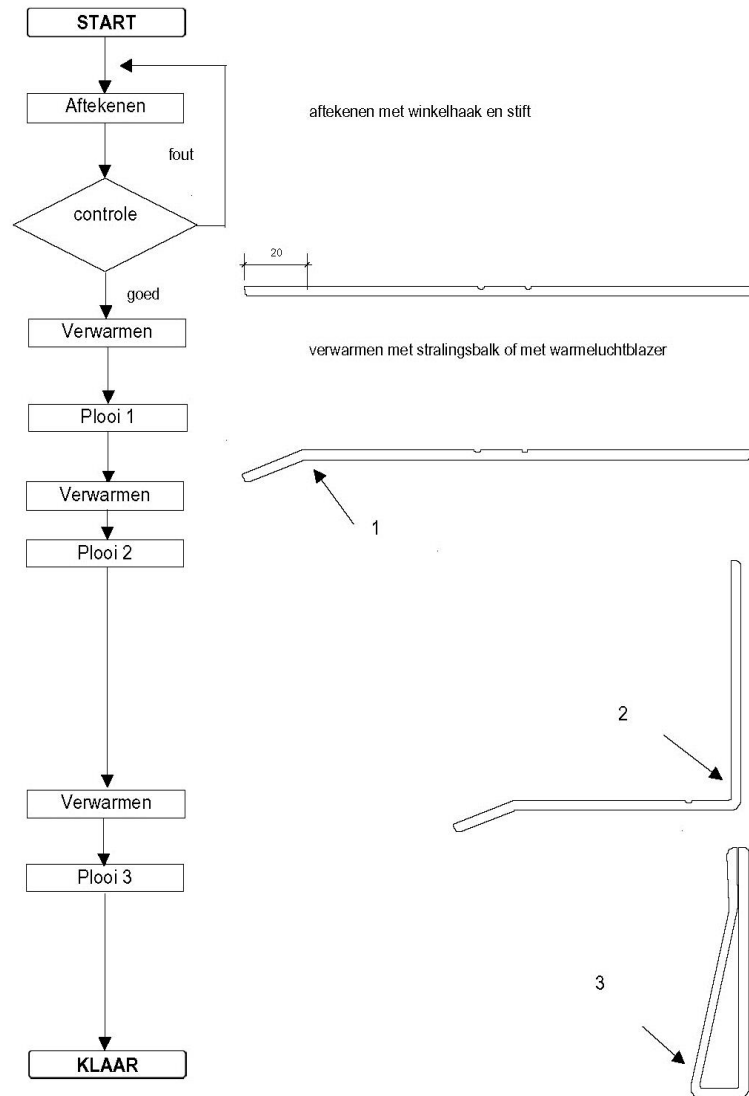 START
Aftekenen
aftekenen met winkelhaak en stift
fout
controle
20
goed
Verwarmen
verwarmen met stralingsbalk of met warmeluchtblazer
Plooi 1
Verwarmen
1
Plooi 2
2
Verwarmen
Plooi 3
3
KLAAR